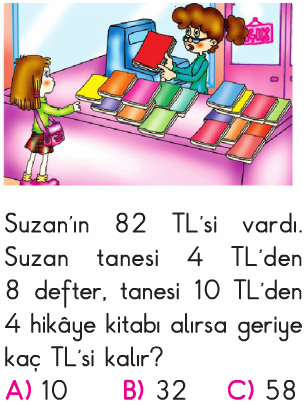 Suzan'ın 82 TL'si vardı.
Suzan tanesi 4 TL'den
8 defter, tanesi 10 TL'den
4 hikâye kitabı alırsa geriye
kaç TL'si kalır?
A) 10 B) 32 C) 58